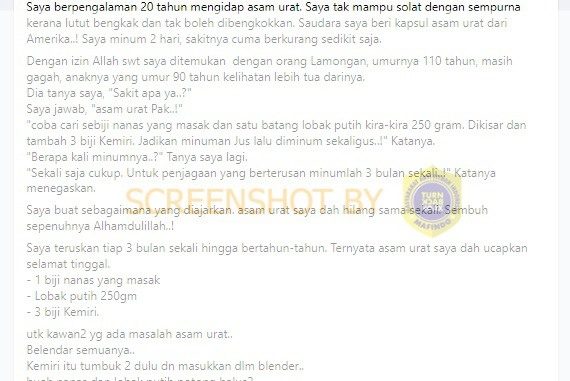 Saya berpengalaman 20 tahun mengidap asam urat. Saya tak mampu solat dengan sempurna
kerana lutut bengkak dan tak boleh dibengkokkan. Saudara saya beri kapsul asam urat dari
Amerika..! Saya minum 2 hari, sakitnya cuma berkurang sedikit saja.
Dengan izin Allah swt saya ditemukan dengan orang Lamongan, umurnya 110 tahun, masih
gagah, anaknya yang umur 90 tahun kelihatan lebih tua darinya.
Dia tanya saya, "Sakit apa ya..?"
Saya jawab, "asam urat Pak..!"
"coba cari sebiji nanas yang masak dan satu batang lobak putih kira-kira 250 gram. Dikisar dan
tambah 3 biji Kemiri. Jadikan minuman Jus lalu diminum sekaligus..!" Katanya.
"Berapa kali minumnya..?" Tanya saya lagi.
"Sekali saja cukup. Untuk penjagaan yang berterusan minumlah 3 bulan sekali..!" Katanya
menegaskan.
SCREENSHOT BY
TURN BACK HOAX
MAFINDO
Saya buat sebagaimana yang diajarkan. asam urat saya dah hilang sama sekali. Sembuh
sepenuhnya Alhamdulillah..!
Saya teruskan tiap 3 bulan sekali hingga bertahun-tahun. Ternyata asam urat saya dah ucapkan
selamat tinggal.
- 1 biji nanas yang masak
- Lobak putih 250gm
- 3 biji Kemiri.
utk kawan2 yg ada masalah asam urat..
Belendar semuanya..
Kemiri itu tumbuk 2 dulu dn masukkan dlm blender..